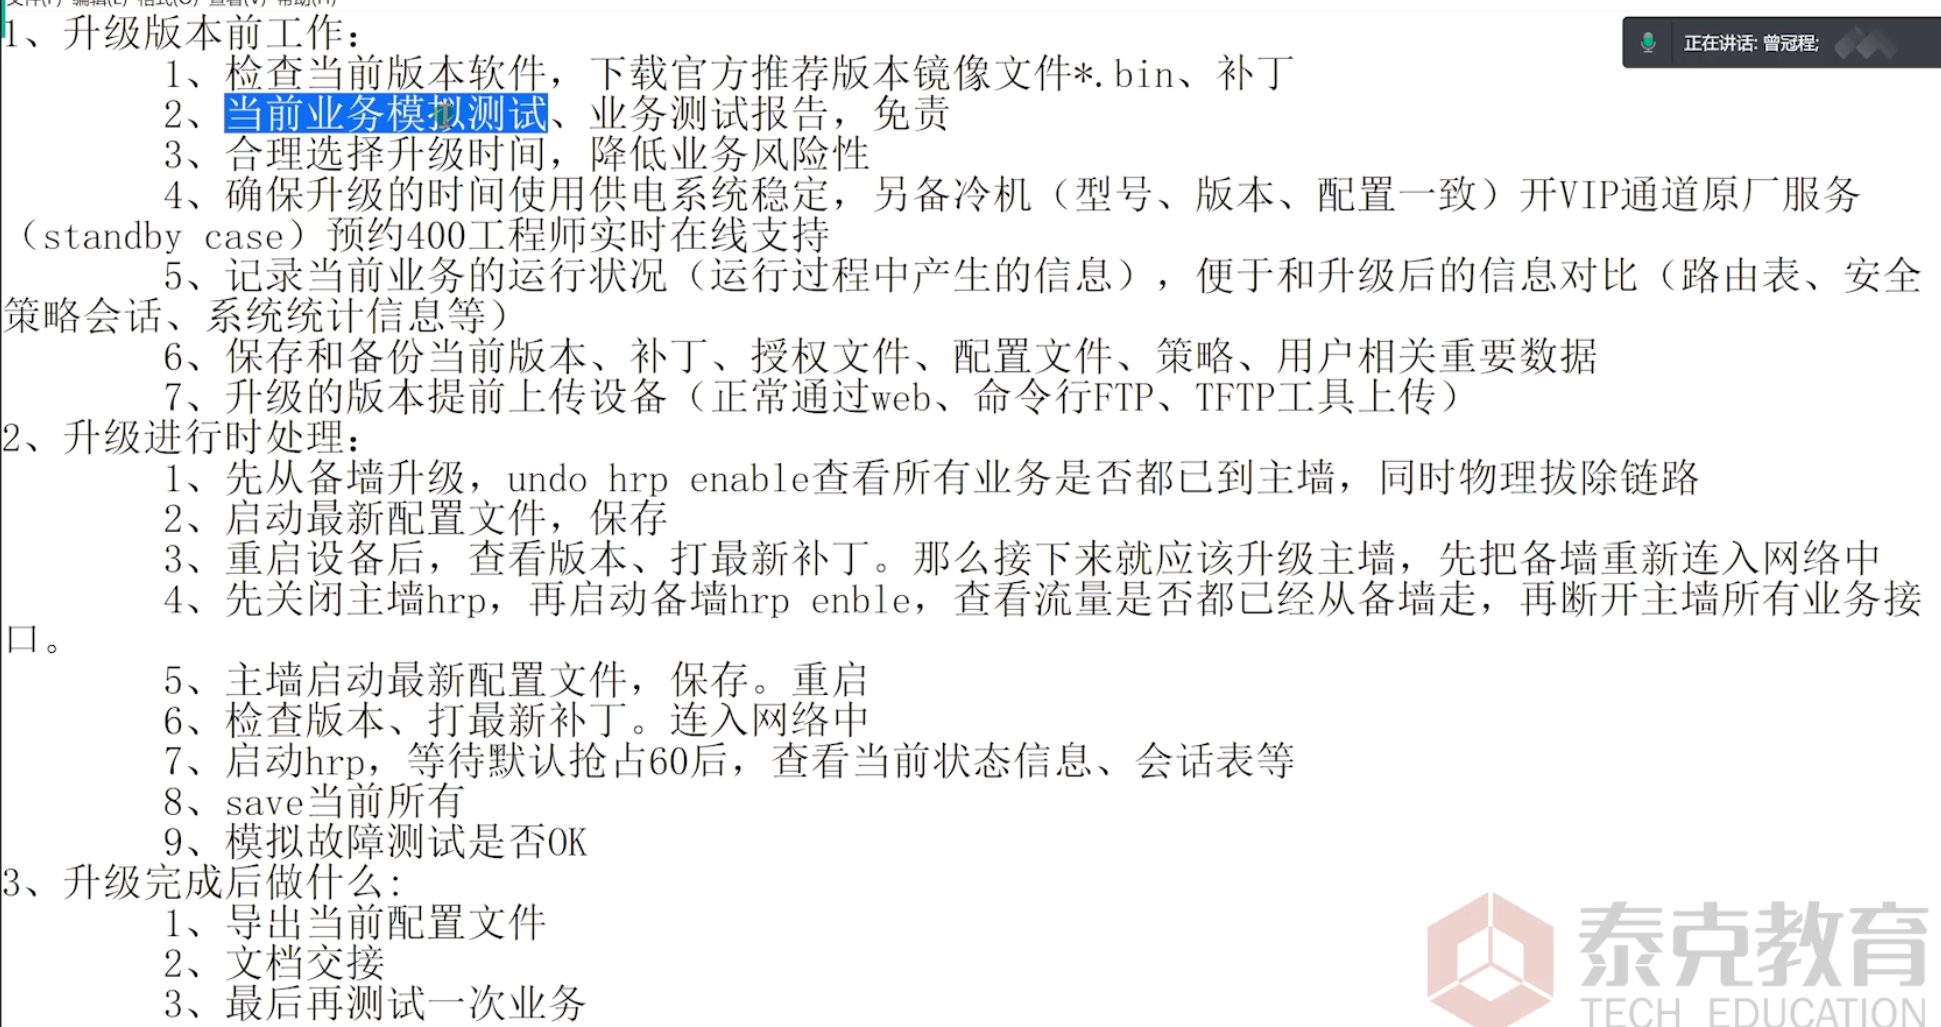 文件(F) 编辑(E) 格式(O) 查看(V) 帮助(H)
1、升级版本前工作：
正在讲话: 曾冠程;
1、检查当前版本软件，下载官方推荐版本镜像文件*.bin、补丁
2、当前业务模拟测试、业务测试报告，免责
3、合理选择升级时间，降低业务风险性
4、确保升级的时间使用供电系统稳定，另备冷机（型号、版本、配置一致）开VIP通道原厂服务
（standby case）预约400工程师实时在线支持
5、记录当前业务的运行状况（运行过程中产生的信息），便于和升级后的信息对比（路由表、安全
策略会话、系统统计信息等）
6、保存和备份当前版本、补丁、授权文件、配置文件、策略、用户相关重要数据
7、升级的版本提前上传设备（正常通过web、命令行FTP、TFTP工具上传）
2、升级进行时处理：
1、先从备墙升级，undo hrp enable查看所有业务是否都已到主墙，同时物理拔除链路
2、启动最新配置文件，保存
3、重启设备后，查看版本、打最新补丁。那么接下来就应该升级主墙，先把备墙重新连入网络中
4、先关闭主墙hrp，再启动备墙hrp enble，查看流量是否都已经从备墙走，再断开主墙所有业务接
口。
5、主墙启动最新配置文件，保存。重启
6、检查版本、打最新补丁。连入网络中
7、启动hrp，等待默认抢占60后，查看当前状态信息、会话表等
8、save当前所有
9、模拟故障测试是否OK
3、升级完成后做什么:
1、导出当前配置文件
2、文档交接
3、最后再测试一次业务
泰克教育
TECH EDUCATION